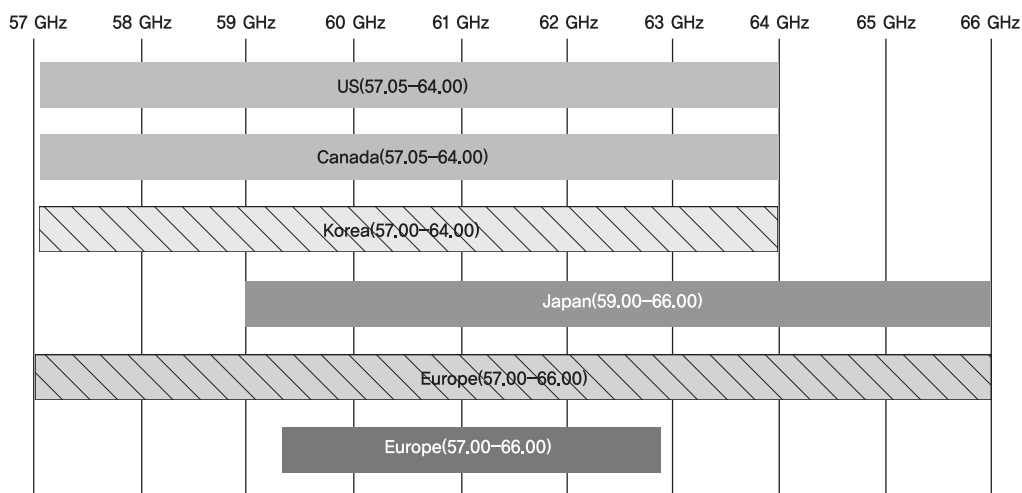 57 GHz 58 GHz 59 GHz 60 GHz 61 GHz 62 GHz 63 GHz 64 GHz 65 GHz 66 GHz
US(57.05-64.00)
Canada(57.05-64.00)
Korea(57.00-64.00)
Japan(59.00-66.00)
Europe(57.00-66.00)
Europe(57.00-66.00)